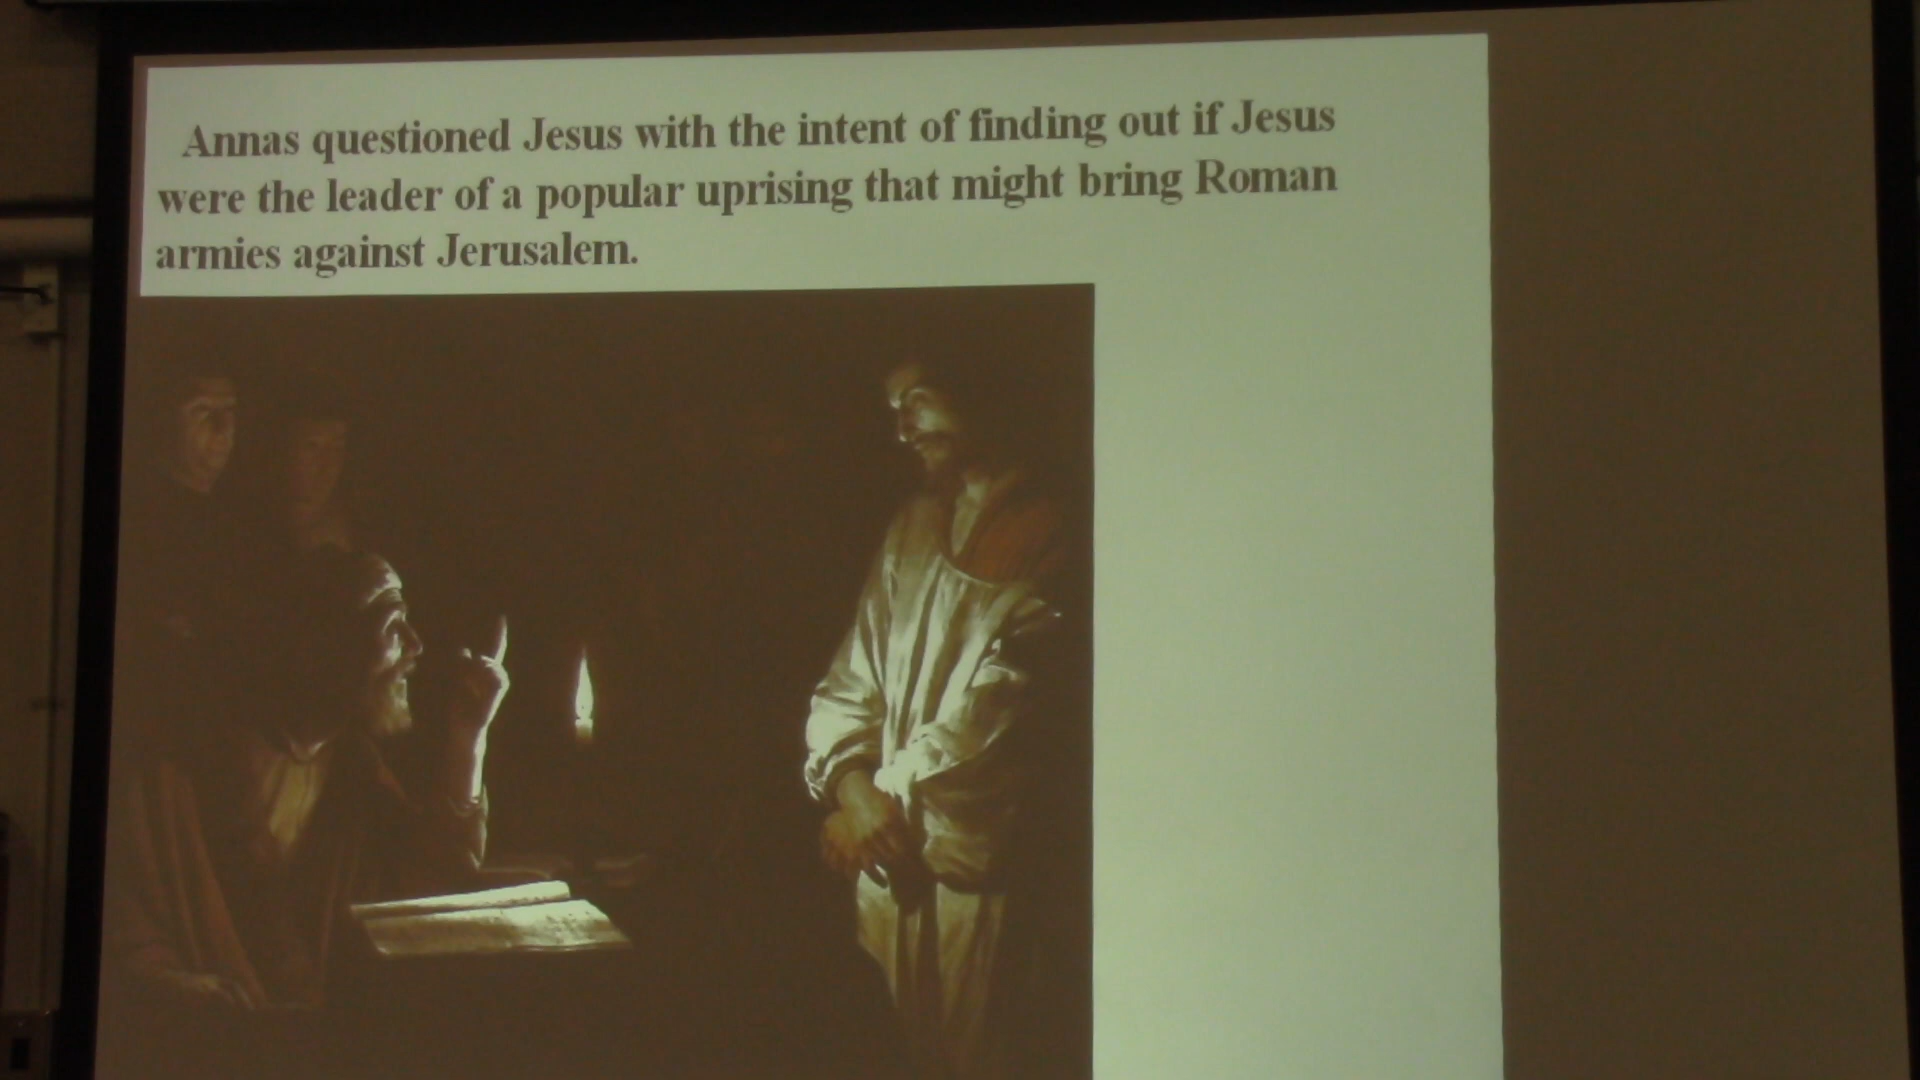 Annas questioned Jesus with the intent of finding out if Jesus
were the leader of a popular uprising that might bring Roman
armies against Jerusalem.